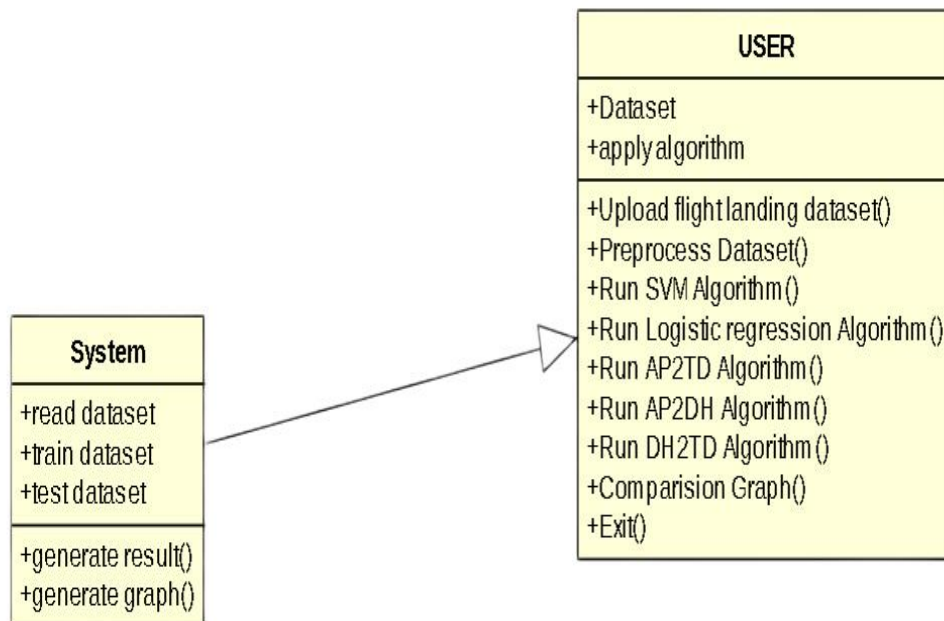 USER
+Dataset
+apply algorithm
+Upload flight landing dataset()
+Preprocess Dataset()
+Run SVM Algorithm()
+Run Logistic regression Algorithm()
+Run AP2TD Algorithm()
+Run AP2DH Algorithm()
+Run DH2TD Algorithm()
+Comparision Graph()
+Exit()
System
+read dataset
+train dataset
+test dataset
+generate result()
+generate graph()